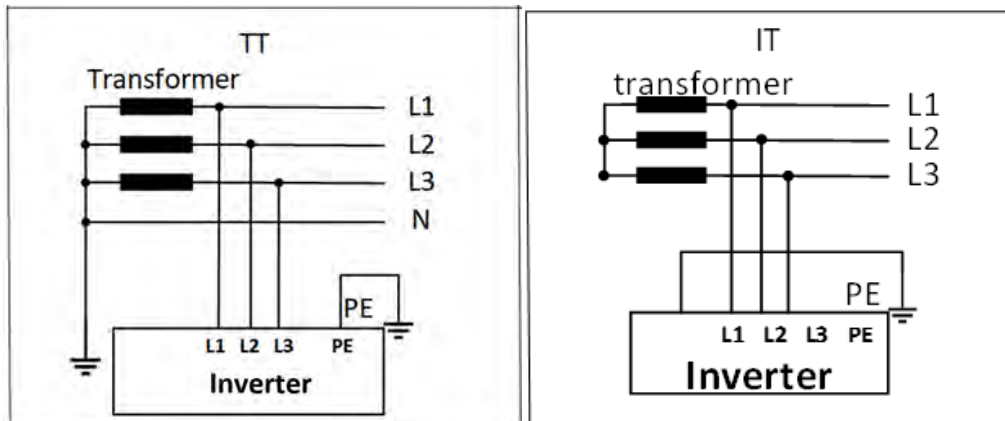 TT
Transformer
L1
L2
L3
N
PE
L1 L2 L3 PE
Inverter
IT
transformer
L1
L2
L3
PE
L1 L2 L3 PE
Inverter